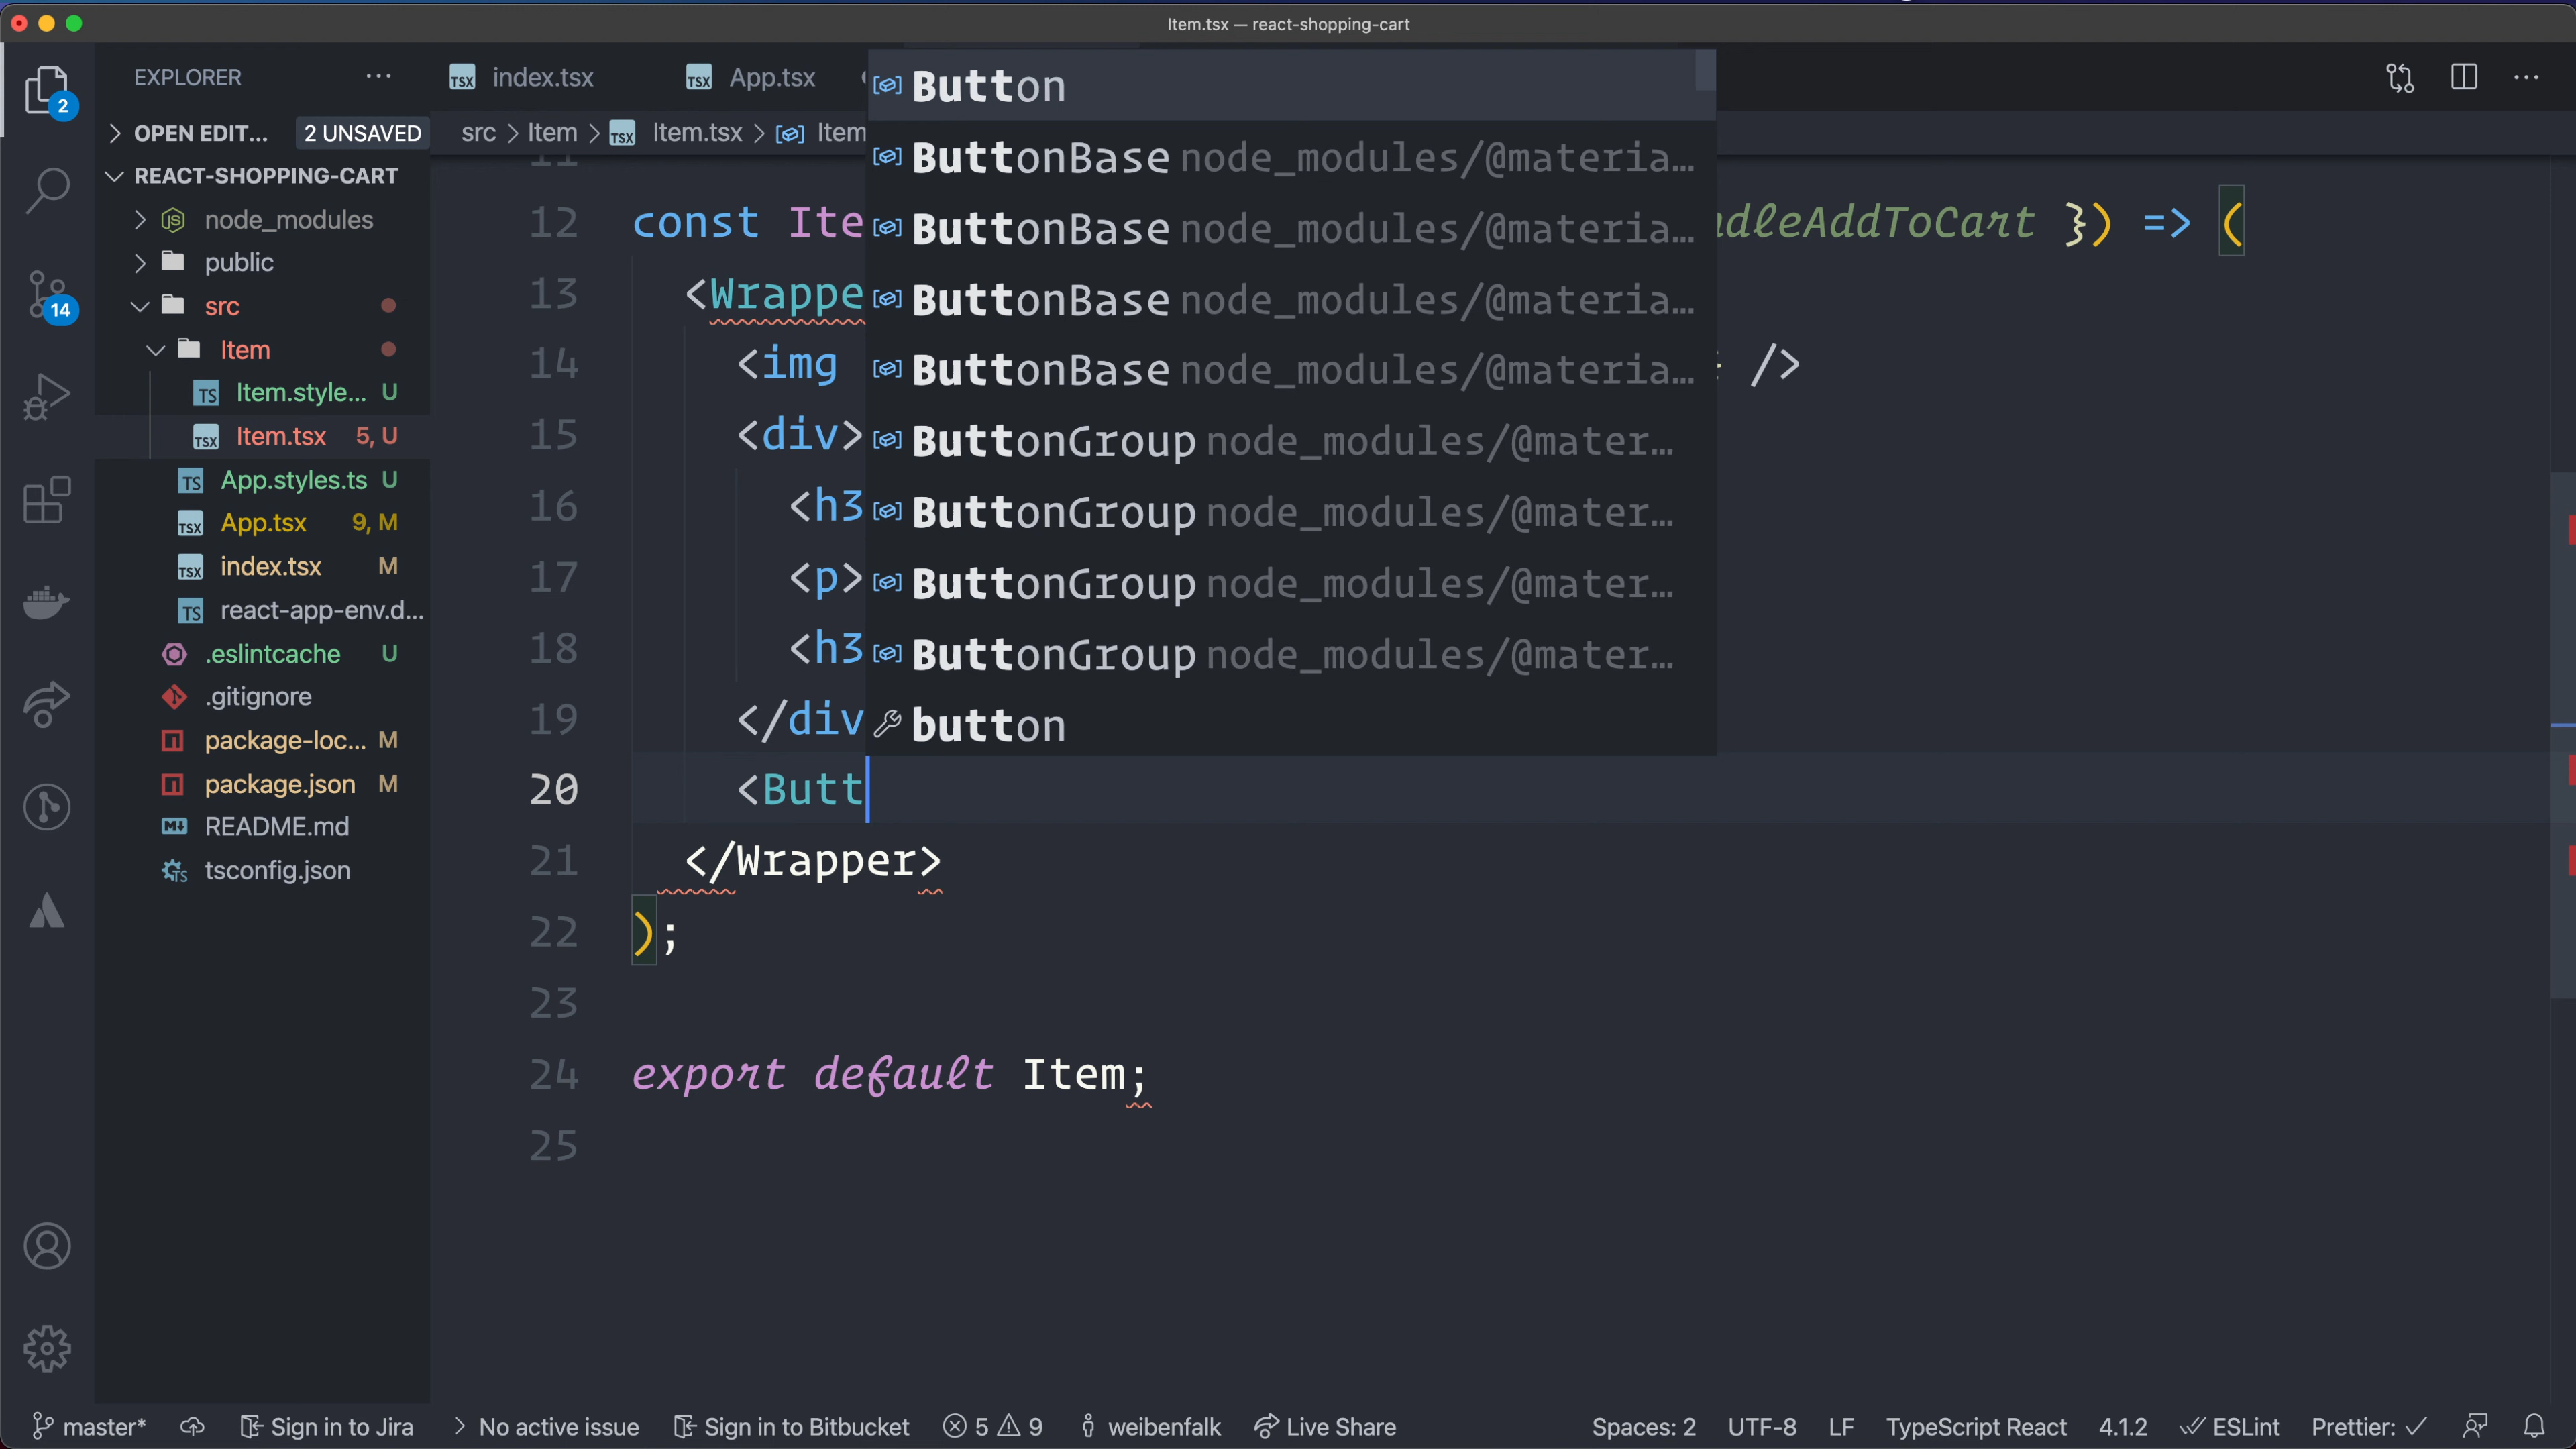 Item.tsx — react-shopping-cart
EXPLORER
index.tsx
App.tsx
2
OPEN EDIT... 2 UNSAVED
src > Item > Item.tsx > Item
REACT-SHOPPING-CART
node_modules
public
src
Item
Item.style... U
Item.tsx 5, U
App.styles.ts U
App.tsx 9, M
index.tsx M
react-app-env.d...
.eslintcache U
.gitignore
package-loc... M
package.json M
README.md
tsconfig.json
14
Button
ButtonBase node_modules/@materia…
ButtonBase node_modules/@materia…
ButtonBase node_modules/@materia…
ButtonBase node_modules/@materia…
ButtonGroup node_modules/@mater…
ButtonGroup node_modules/@mater…
ButtonGroup node_modules/@mater…
ButtonGroup node_modules/@mater…
button
11
12 const Ite ndleAddToCart }) => (
13 <Wrappe
14 <img />
15 <div>
16 <h3
17 <p>
18 <h3
19 </div
20 <Butt
21 </Wrapper>
22 );
23
24 export default Item;
25
master* Sign in to Jira > No active issue Sign in to Bitbucket 5 9 weibenfalk Live Share Spaces: 2 UTF-8 LF TypeScript React 4.1.2 ESLint Prettier: ✓